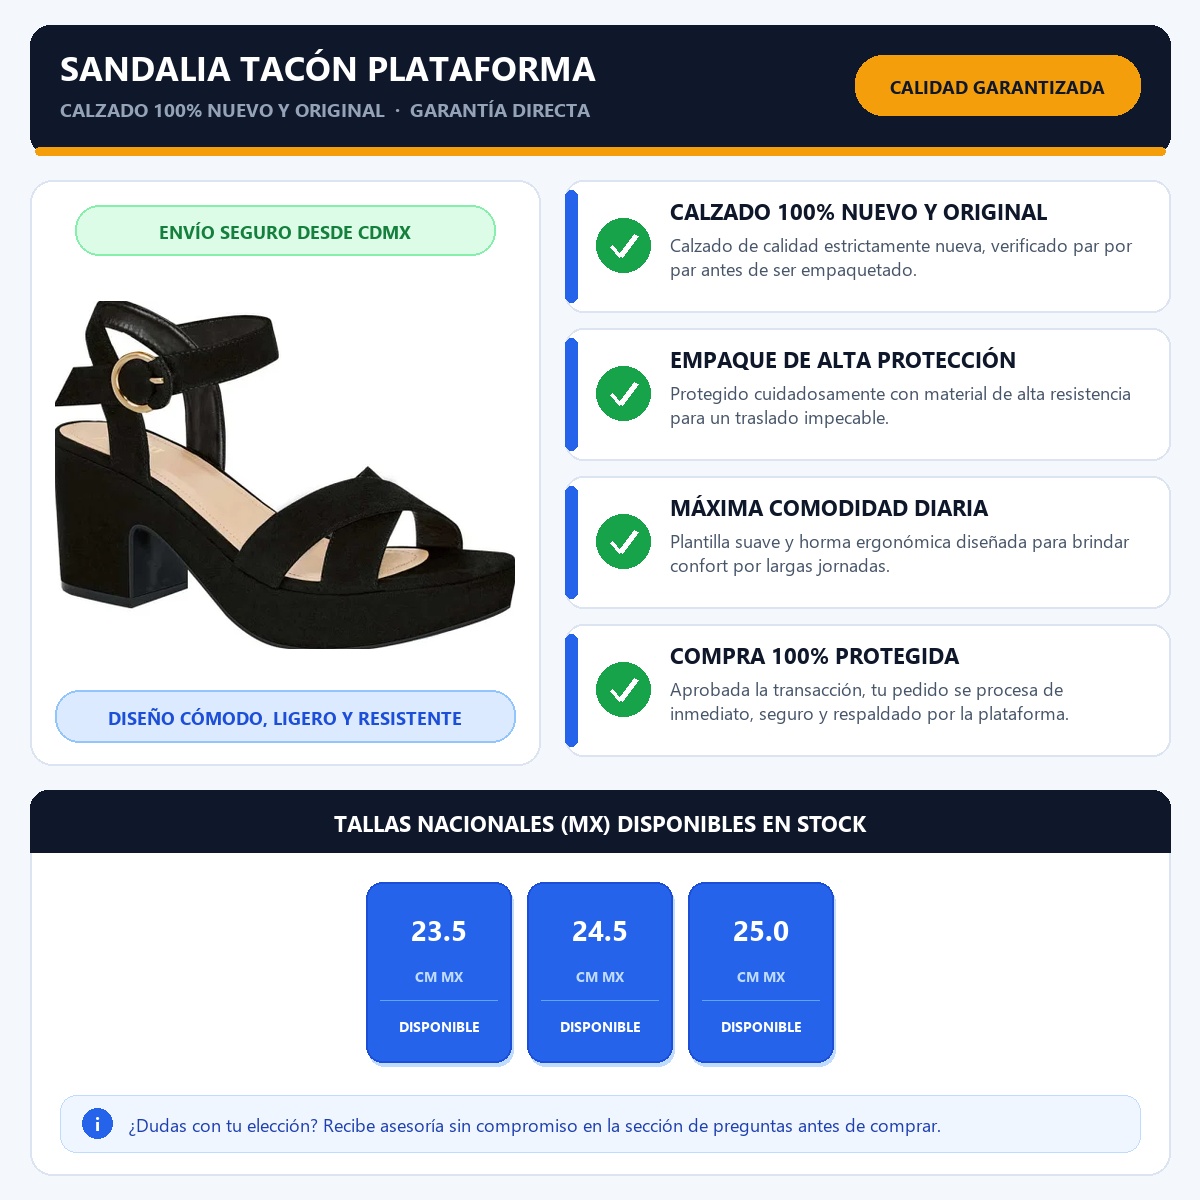 SANDALIA TACÓN PLATAFORMA
CALZADO 100% NUEVO Y ORIGINAL · GARANTÍA DIRECTA
CALIDAD GARANTIZADA
ENVÍO SEGURO DESDE CDMX
DISEÑO CÓMODO, LIGERO Y RESISTENTE
CALZADO 100% NUEVO Y ORIGINAL
Calzado de calidad estrictamente nueva, verificado par por
par antes de ser empaquetado.
EMPAQUE DE ALTA PROTECCIÓN
Protegido cuidadosamente con material de alta resistencia
para un traslado impecable.
MÁXIMA COMODIDAD DIARIA
Plantilla suave y horma ergonómica diseñada para brindar
confort por largas jornadas.
COMPRA 100% PROTEGIDA
Aprobada la transacción, tu pedido se procesa de
inmediato, seguro y respaldado por la plataforma.
TALLAS NACIONALES (MX) DISPONIBLES EN STOCK
23.5
CM MX
DISPONIBLE
24.5
CM MX
DISPONIBLE
25.0
CM MX
DISPONIBLE
¿Dudas con tu elección? Recibe asesoría sin compromiso en la sección de preguntas antes de comprar.